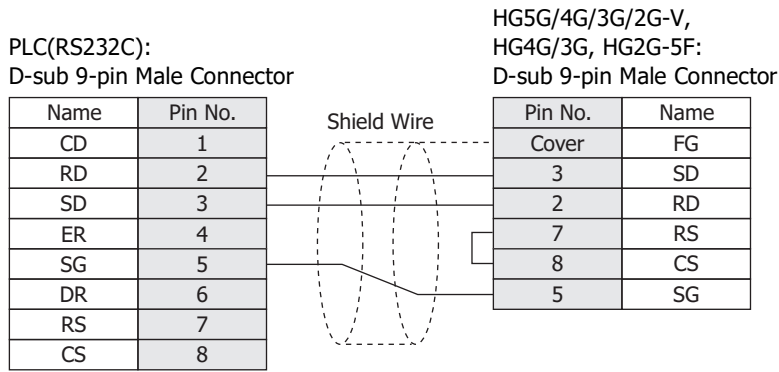 HG5G/4G/3G/2G-V,
PLC(RS232C): HG4G/3G, HG2G-5F:
D-sub 9-pin Male Connector D-sub 9-pin Male Connector
Name Pin No. Shield Wire Pin No. Name
CD 1 Cover FG
RD 2 3 SD
SD 3 2 RD
ER 4 7 RS
SG 5 8 CS
DR 6 5 SG
RS 7
CS 8